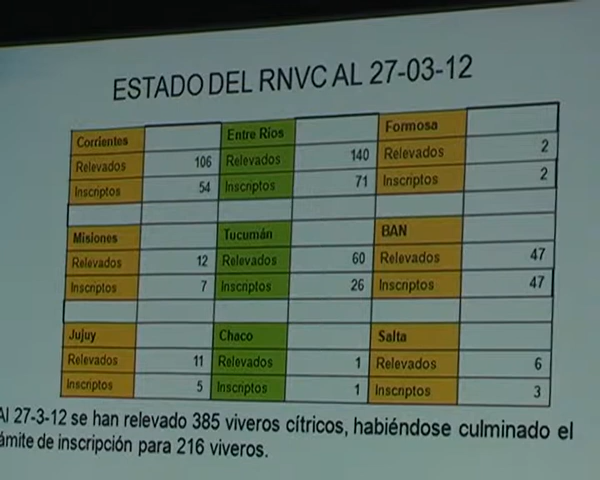 ESTADO DEL RNVC AL 27-03-12
Corrientes Entre Ríos Formosa
Relevados 106 Relevados 140 Relevados 2
Inscriptos 54 Inscriptos 71 Inscriptos 2
Misiones Tucumán BAN
Relevados 12 Relevados 60 Relevados 47
Inscriptos 7 Inscriptos 26 Inscriptos 47
Jujuy Chaco Salta
Relevados 11 Relevados 1 Relevados 6
Inscriptos 5 Inscriptos 1 Inscriptos 3
Al 27-3-12 se han relevado 385 viveros cítricos, habiéndose culminado el
ámite de inscripción para 216 viveros.